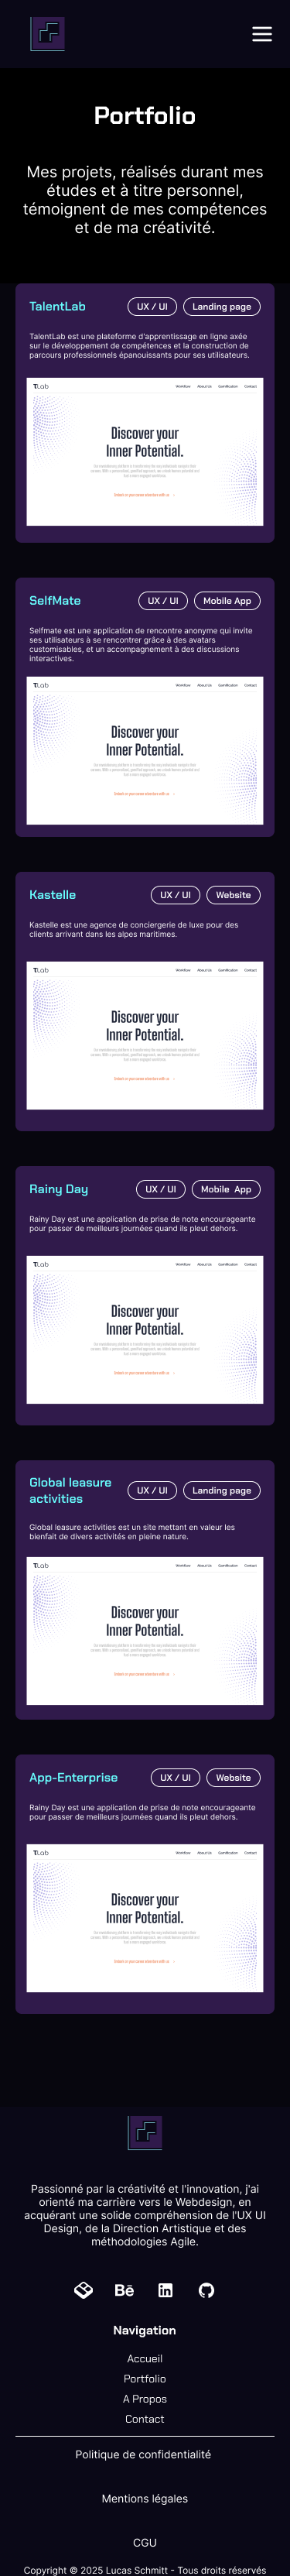 Portfolio
Mes projets, réalisés durant mes
études et à titre personnel,
témoignent de mes compétences
et de ma créativité.
TalentLab
UX / UI
Landing page
TalentLab est une plateforme d'apprentissage en ligne axée
sur le développement de compétences et la construction de
parcours professionnels épanouissants pour ses utilisateurs.
TLab
Workflow About Us Gamification Contact
Discover your
Inner Potential.
SelfMate
UX / UI
Mobile App
Selfmate est une application de rencontre anonyme qui invite
ses utilisateurs à se rencontrer grâce à des avatars
customisables, et un accompagnement à des discussions
interactives.
TLab
Workflow About Us Gamification Contact
Discover your
Inner Potential.
Kastelle
UX / UI
Website
Kastelle est une agence de conciergerie de luxe pour des
clients arrivant dans les alpes maritimes.
TLab
Workflow About Us Gamification Contact
Discover your
Inner Potential.
Rainy Day
UX / UI
Mobile App
Rainy Day est une application de prise de note encourageante
pour passer de meilleurs journées quand ils pleut dehors.
TLab
Workflow About Us Gamification Contact
Discover your
Inner Potential.
Global leasure
activities
UX / UI
Landing page
Global leasure activities est un site mettant en valeur les
bienfait de divers activités en pleine nature.
TLab
Workflow About Us Gamification Contact
Discover your
Inner Potential.
App-Enterprise
UX / UI
Website
Rainy Day est une application de prise de note encourageante
pour passer de meilleurs journées quand ils pleut dehors.
TLab
Workflow About Us Gamification Contact
Discover your
Inner Potential.
Passionné par la créativité et l'innovation, j'ai
orienté ma carrière vers le Webdesign, en
acquérant une solide compréhension de l'UX UI
Design, de la Direction Artistique et des
méthodologies Agile.
Bē
in
Navigation
Accueil
Portfolio
A Propos
Contact
Politique de confidentialité
Mentions légales
CGU
Copyright © 2025 Lucas Schmitt - Tous droits réservés